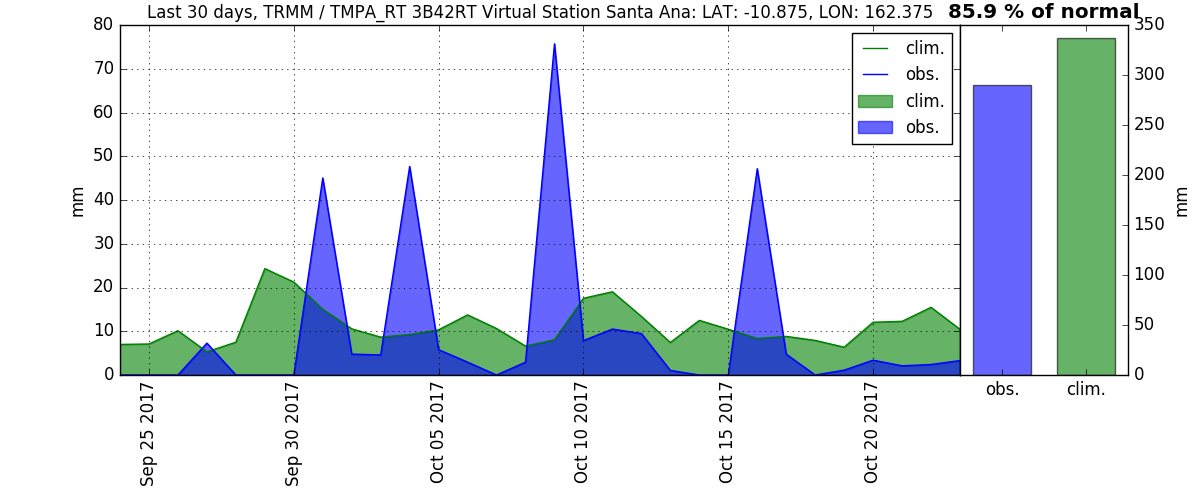 Last 30 days, TRMM / TMPA_RT 3B42RT Virtual Station Santa Ana: LAT: -10.875, LON: 162.375
85.9 % of normal
80
70
60
50
40
30
20
10
0
mm
clim.
obs.
clim.
obs.
Sep 25 2017
Sep 30 2017
Oct 05 2017
Oct 10 2017
Oct 15 2017
Oct 20 2017
350
300
250
200
150
100
50
0
mm
obs.
clim.